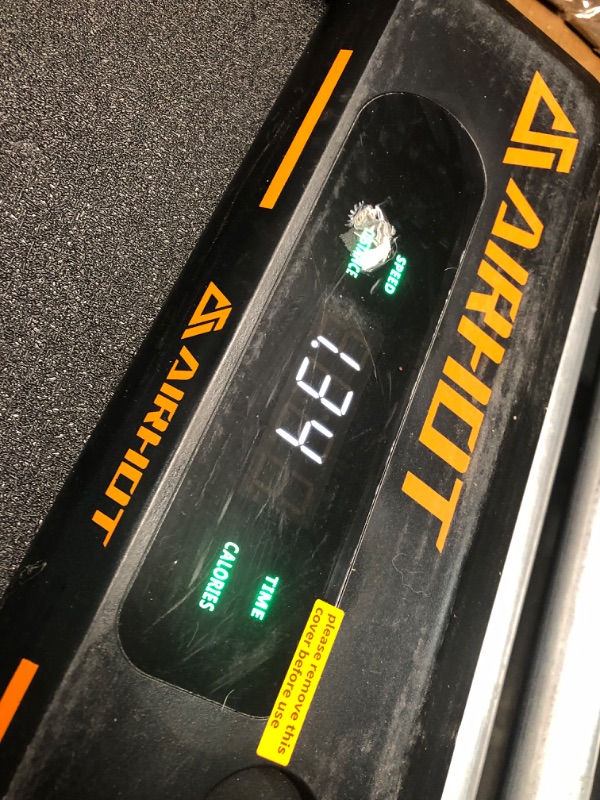 AIRHOT
SPEED
DISTANCE
1.34
TIME
CALORIES
please remove this
cover before use
AIRHOT